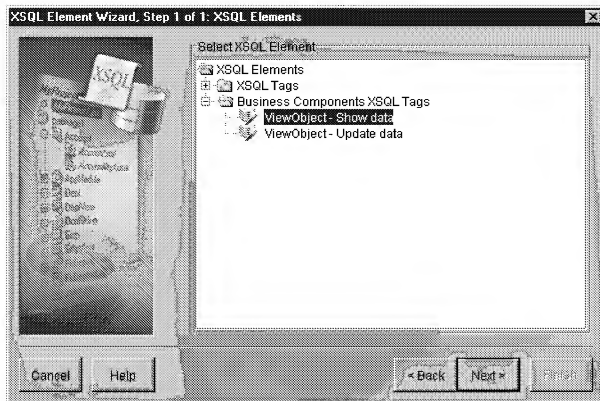 XSQL Element Wizard, Step 1 of 1: XSQL Elements
Select XSQL Element
XSQL Elements
XSQL Tags
Business Components XSQL Tags
ViewObject - Show data
ViewObject - Update data
XSQL
Cancel
Help
< Back
Next >
Finish